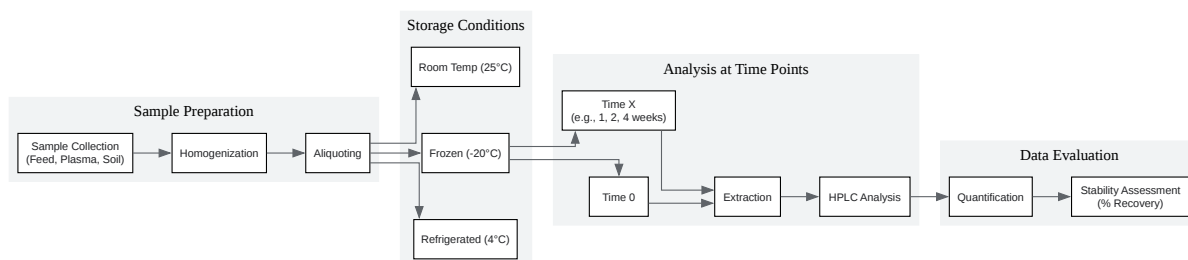 Sample Preparation
Sample Collection
(Feed, Plasma, Soil)
Homogenization
Aliquoting
Storage Conditions
Room Temp (25°C)
Frozen (-20°C)
Refrigerated (4°C)
Analysis at Time Points
Time X
(e.g., 1, 2, 4 weeks)
Time 0
Extraction
HPLC Analysis
Data Evaluation
Quantification
Stability Assessment
(% Recovery)